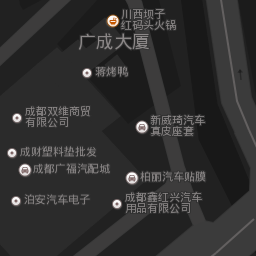 川西坝子
红码头火锅
广成大厦
蒋烤鸭
成都双维商贸
有限公司
新威琦汽车
真皮座套
成财塑料垫批发
成都广福汽配城
柏丽汽车贴膜
泊安汽车电子
成都鑫红兴汽车
用品有限公司